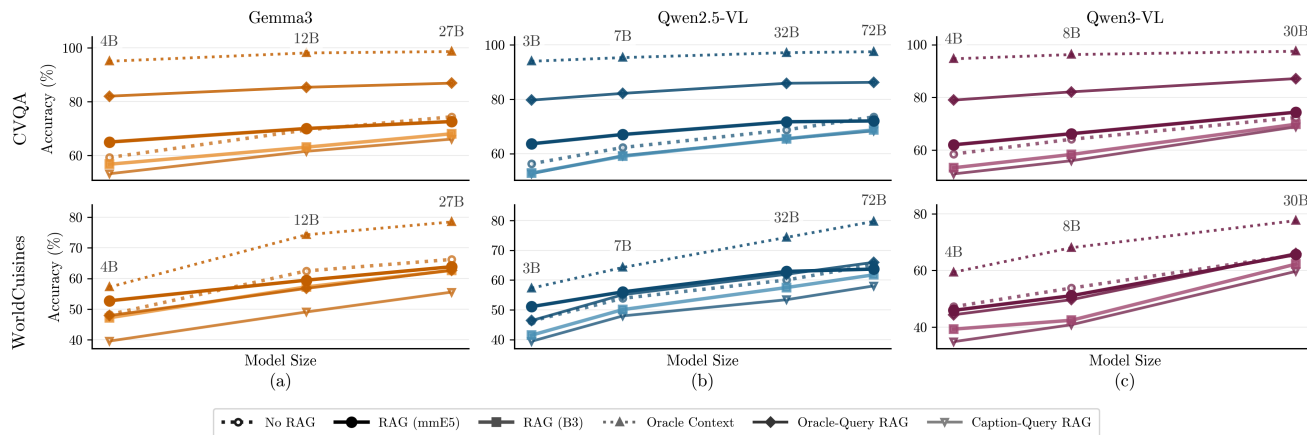 Gemma3
Qwen2.5-VL
Qwen3-VL
CVQA
Accuracy (%)
100
80
60
4B
12B
27B
100
80
60
3B
7B
32B
72B
100
80
60
4B
8B
30B
WorldCuisines
Accuracy (%)
80
70
60
50
40
4B
12B
27B
80
70
60
50
40
3B
7B
32B
72B
80
60
40
4B
8B
30B
Model Size
Model Size
Model Size
(a)
(b)
(c)
No RAG RAG (mmE5) RAG (B3) Oracle Context Oracle-Query RAG Caption-Query RAG